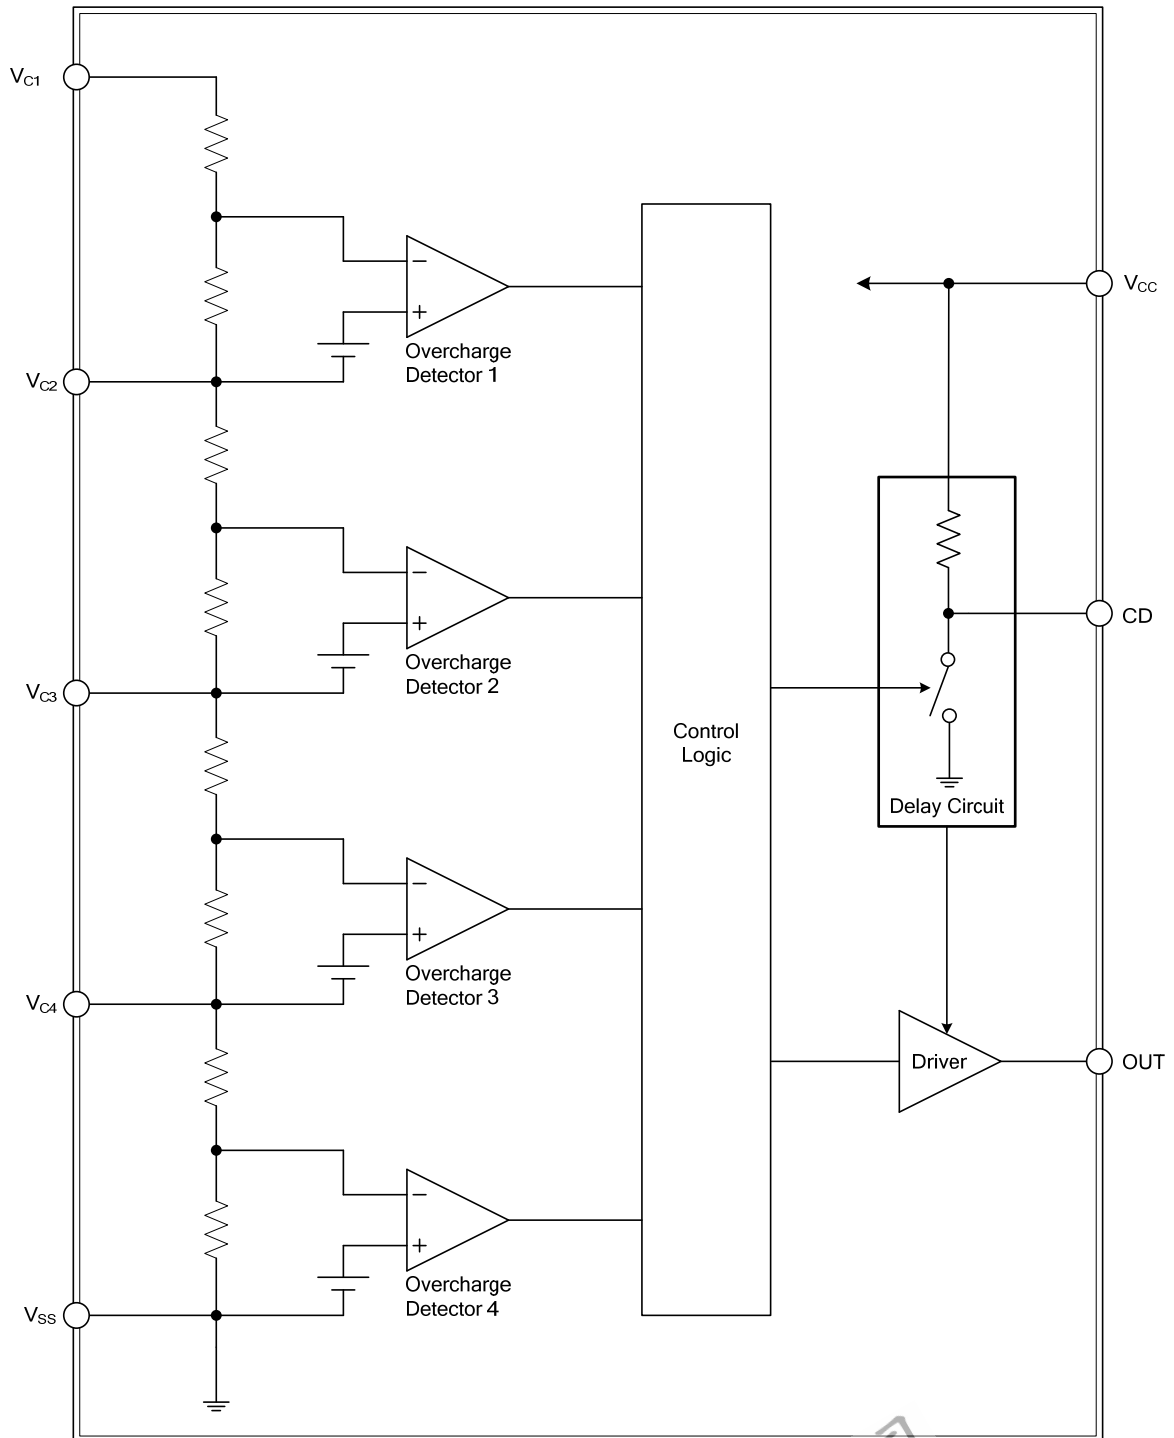 VC1
−
+
Overcharge
Detector 1
VC2
VCC
−
+
Overcharge
Detector 2
VC3
CD
Control
Logic
Delay Circuit
−
+
Overcharge
Detector 3
VC4
Driver
OUT
−
+
Overcharge
Detector 4
VSS